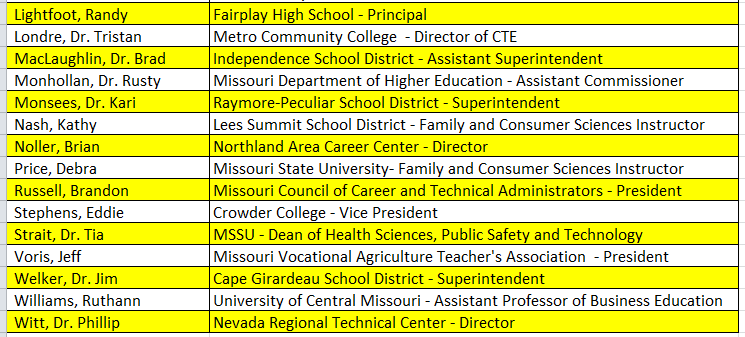 Lightfoot, Randy Fairplay High School - Principal
Londre, Dr. Tristan Metro Community College  - Director of CTE
MacLaughlin, Dr. Brad Independence School District - Assistant Superintendent
Monhollan, Dr. Rusty Missouri Department of Higher Education - Assistant Commissioner
Monsees, Dr. Kari Raymore-Peculiar School District - Superintendent
Nash, Kathy Lees Summit School District - Family and Consumer Sciences Instructor
Noller, Brian Northland Area Career Center - Director
Price, Debra Missouri State University- Family and Consumer Sciences Instructor
Russell, Brandon Missouri Council of Career and Technical Administrators - President
Stephens, Eddie Crowder College - Vice President
Strait, Dr. Tia MSSU - Dean of Health Sciences, Public Safety and Technology
Voris, Jeff Missouri Vocational Agriculture Teacher's Association  - President
Welker, Dr. Jim Cape Girardeau School District - Superintendent
Williams, Ruthann University of Central Missouri - Assistant Professor of Business Education
Witt, Dr. Phillip Nevada Regional Technical Center - Director